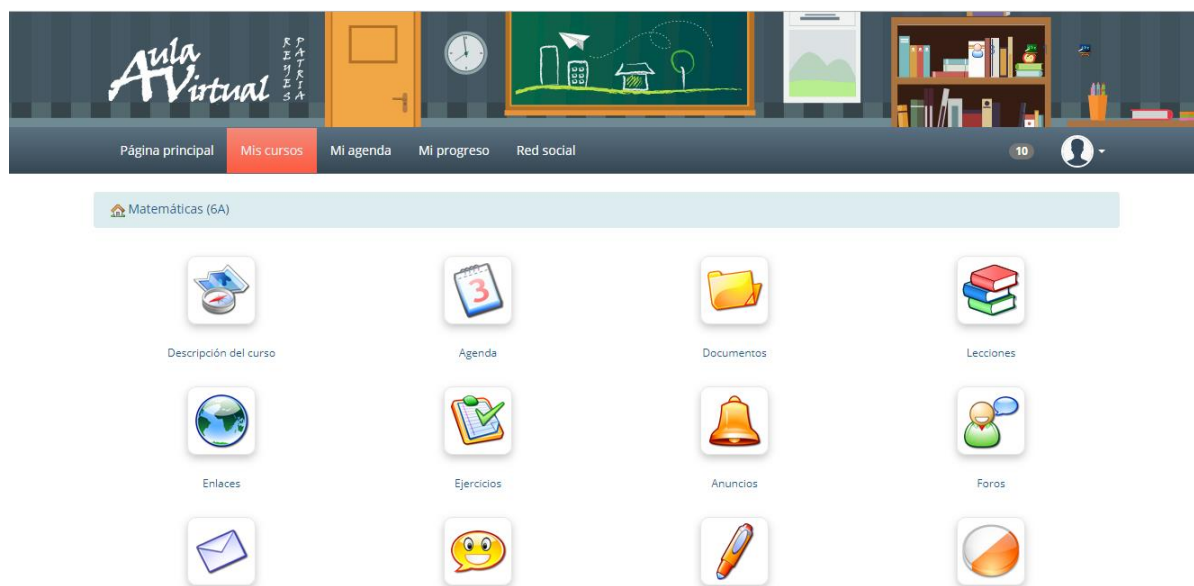 Aula
Virtual
REYES
PATRIA
Página principal
Mis cursos
Mi agenda
Mi progreso
Red social
10
Matemáticas (6A)
3
Descripción del curso
Agenda
Documentos
Lecciones
Enlaces
Ejercicios
Anuncios
Foros